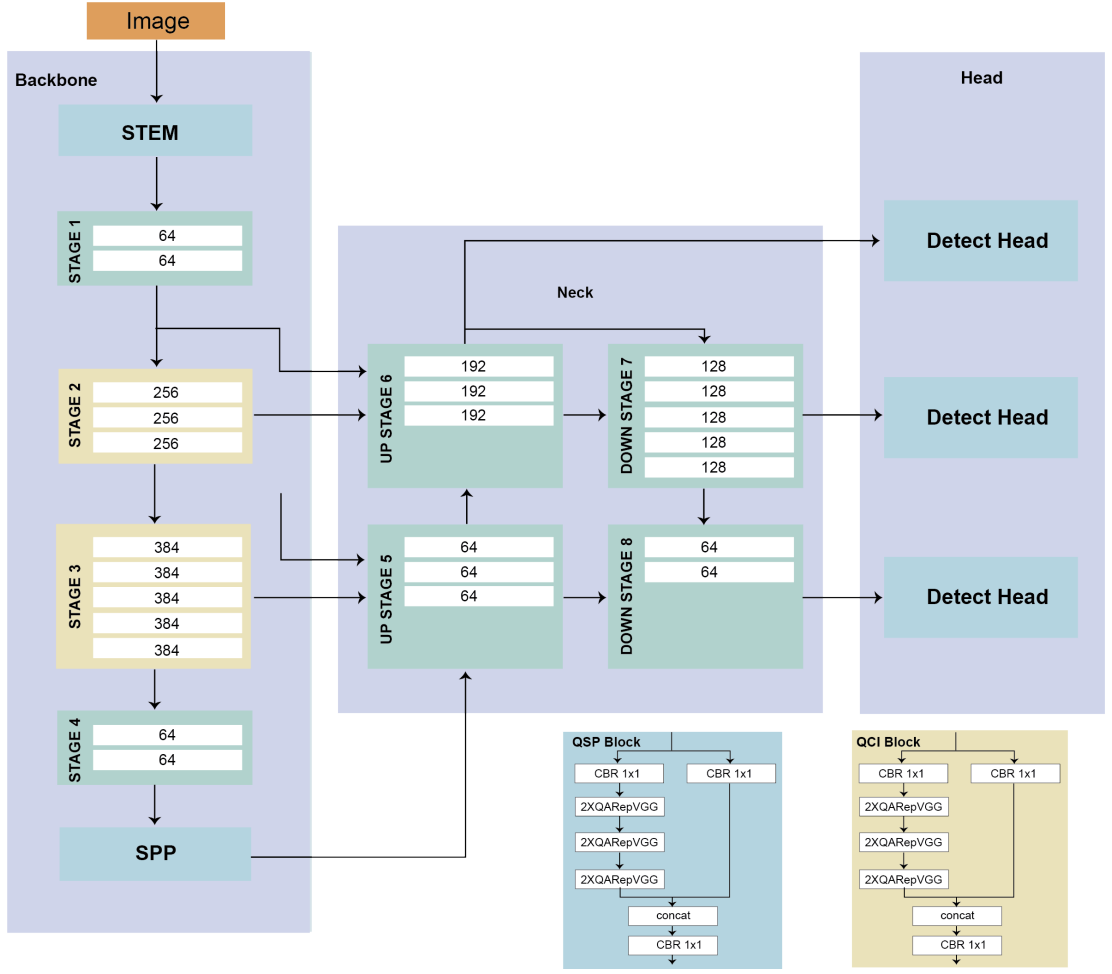 Image
Backbone
STEM
STAGE 1
64
64
STAGE 2
256
256
256
STAGE 3
384
384
384
384
384
STAGE 4
64
64
SPP
Neck
UP STAGE 6
192
192
192
DOWN STAGE 7
128
128
128
128
128
UP STAGE 5
64
64
64
DOWN STAGE 8
64
64
Head
Detect Head
Detect Head
Detect Head
QSP Block
CBR 1x1
CBR 1x1
2XQARepVGG
2XQARepVGG
2XQARepVGG
concat
CBR 1x1
QCI Block
CBR 1x1
CBR 1x1
2XQARepVGG
2XQARepVGG
2XQARepVGG
concat
CBR 1x1